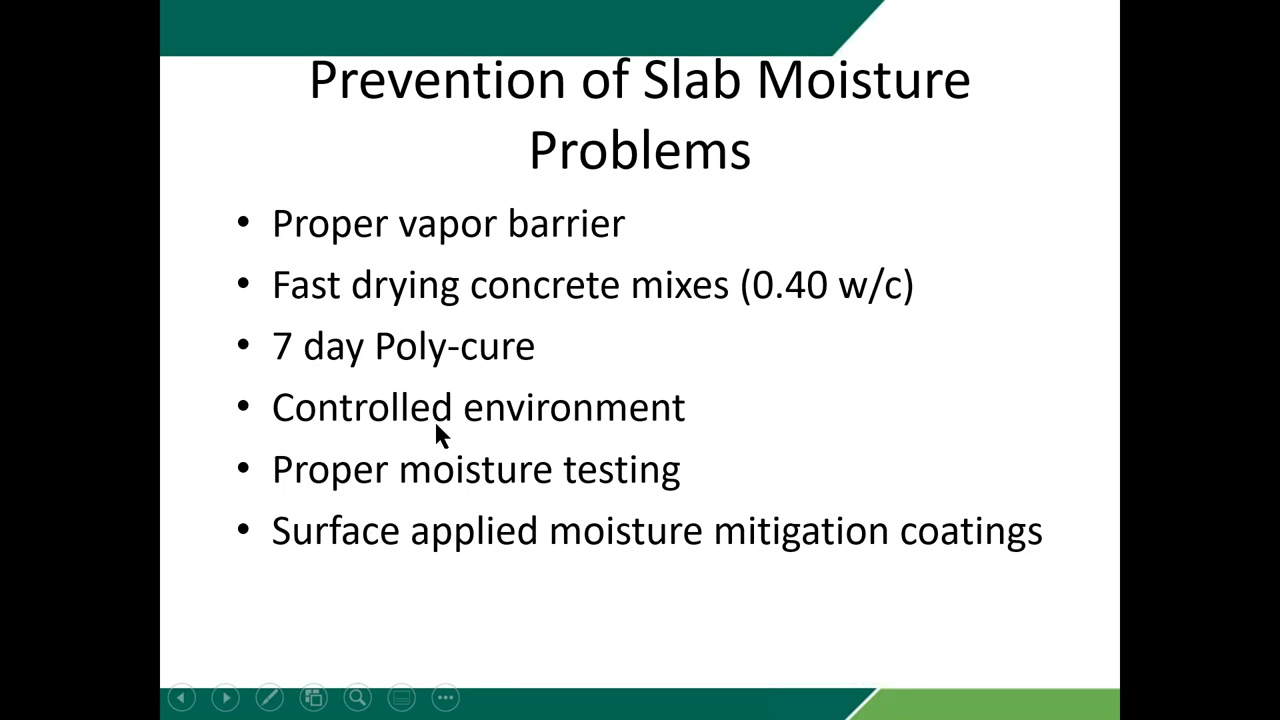 Prevention of Slab Moisture
Problems
• Proper vapor barrier
• Fast drying concrete mixes (0.40 w/c)
• 7 day Poly-cure
• Controlled environment
• Proper moisture testing
• Surface applied moisture mitigation coatings